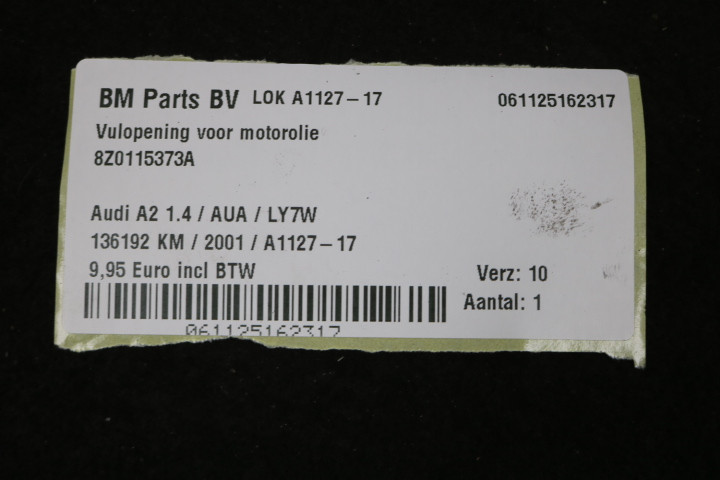 BM Parts BV LOK A1127-17 061125162317
Vulopening voor motorolie
8Z0115373A
Audi A2 1.4 / AUA / LY7W
136192 KM / 2001 / A1127-17
9,95 Euro incl BTW Verz: 10
Aantal: 1
061125162317